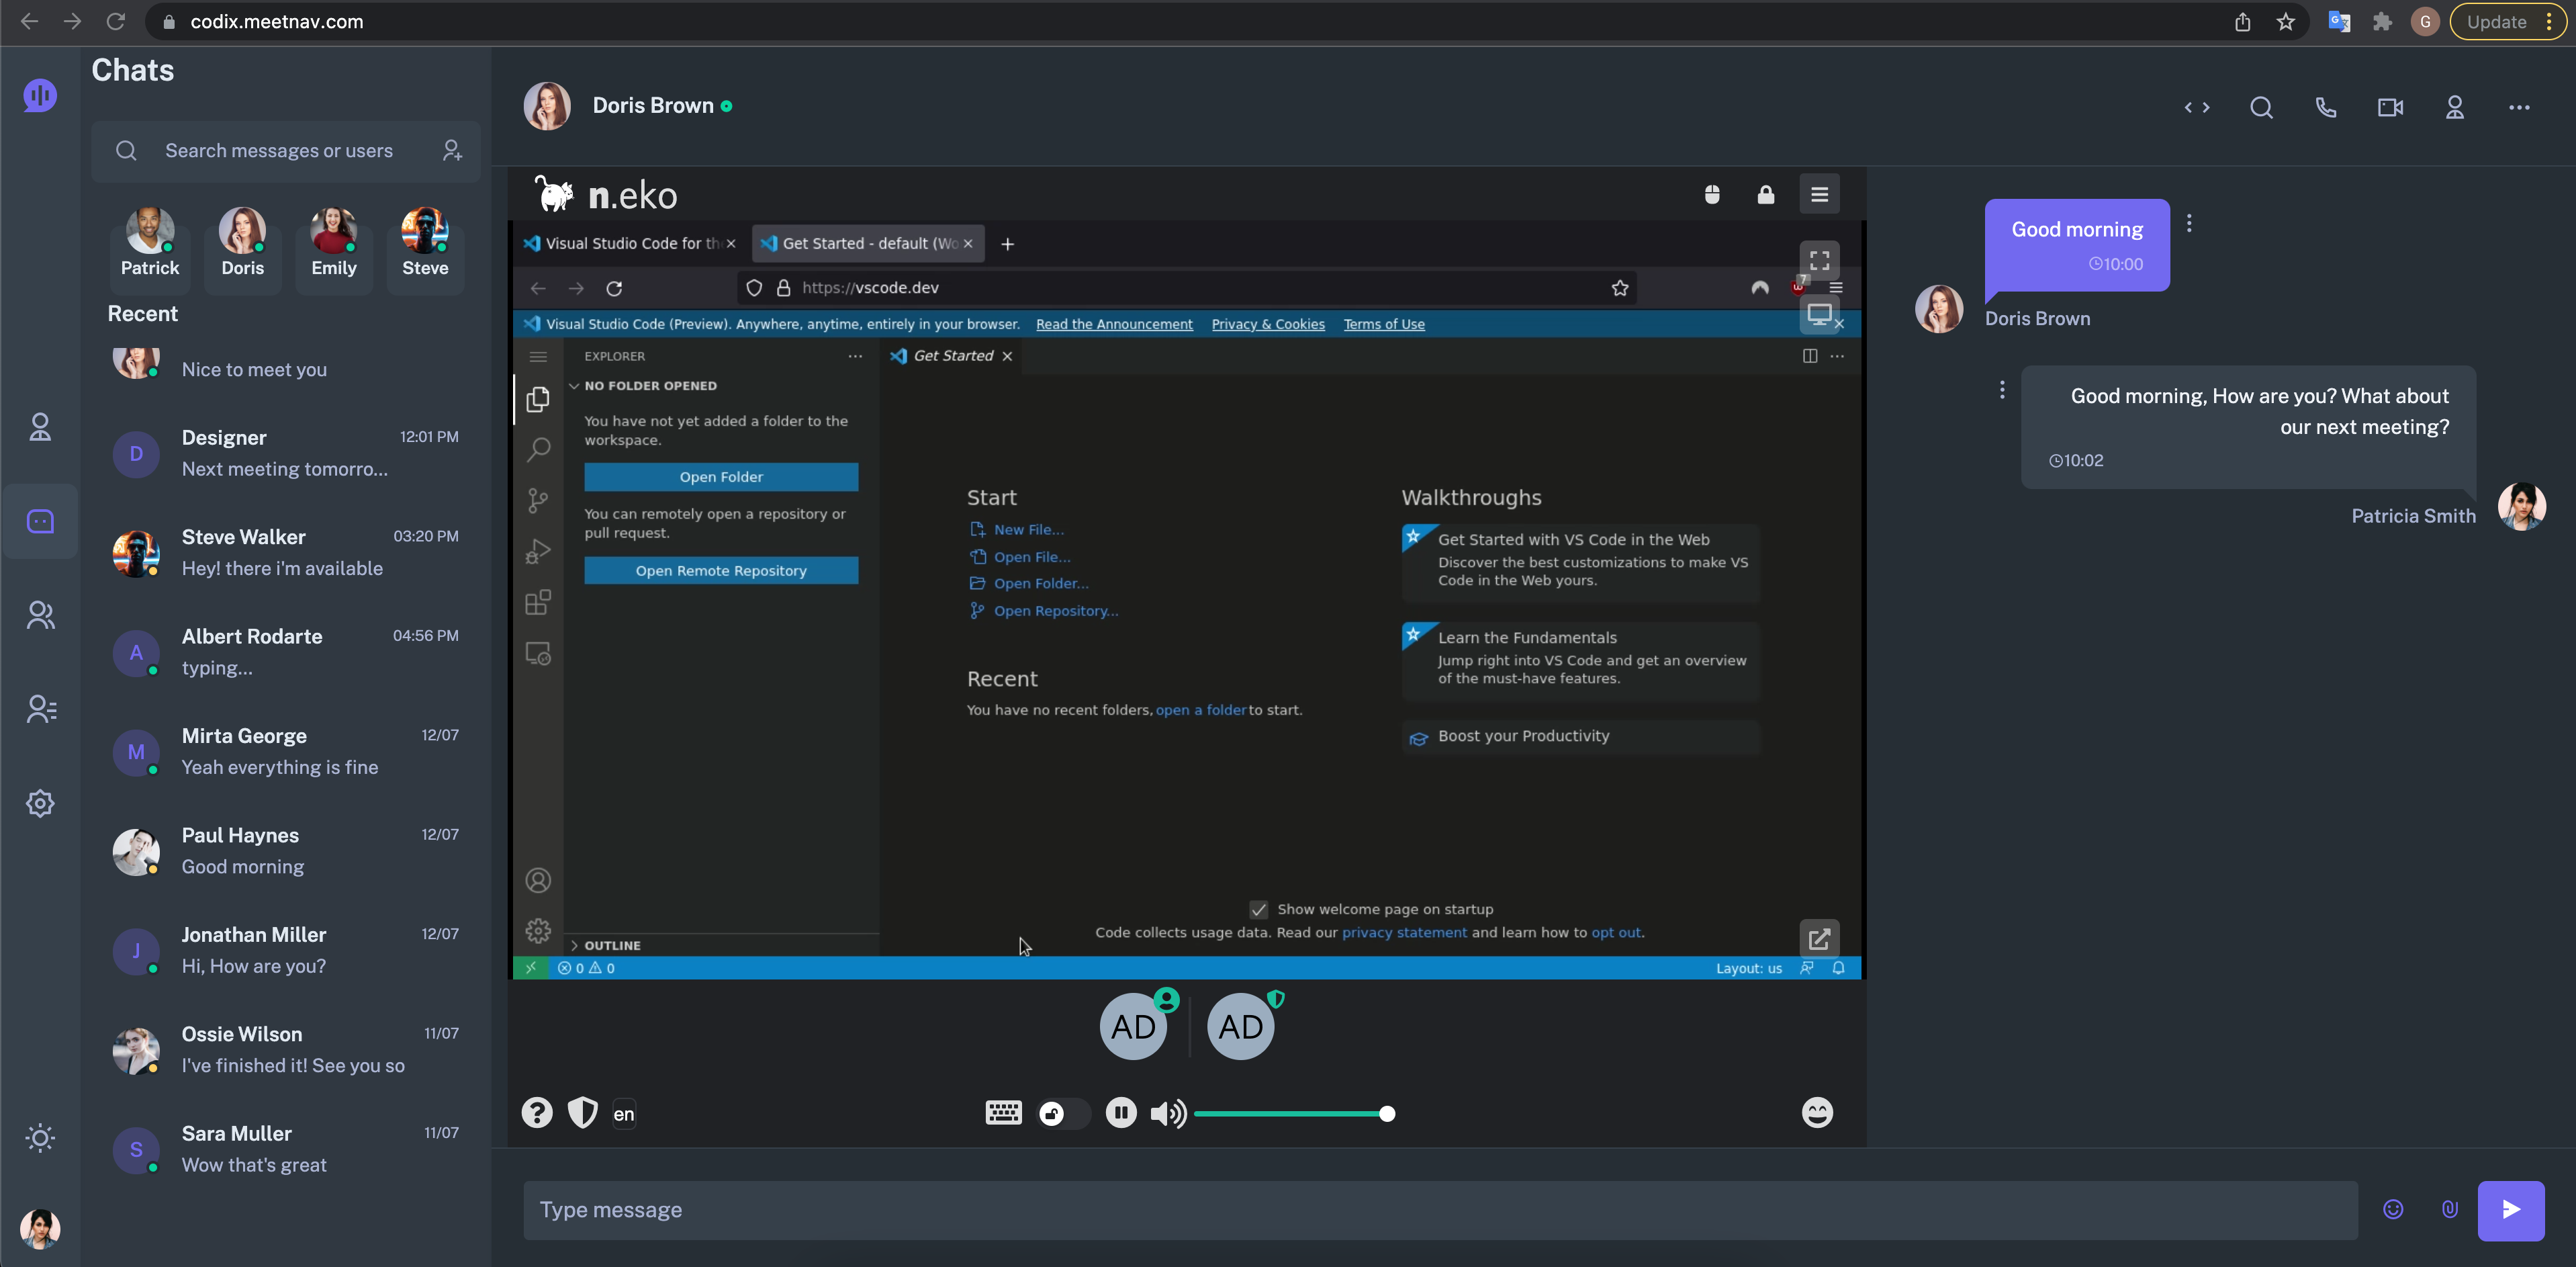 codix.meetnav.com
G
Update
Chats
Search messages or users
Patrick
Doris
Emily
Steve
Recent
Nice to meet you
D
Designer
12:01 PM
Next meeting tomorro...
Steve Walker
03:20 PM
Hey! there i'm available
A
Albert Rodarte
04:56 PM
typing...
M
Mirta George
12/07
Yeah everything is fine
Paul Haynes
12/07
Good morning
J
Jonathan Miller
12/07
Hi, How are you?
Ossie Wilson
11/07
I've finished it! See you so
S
Sara Muller
11/07
Wow that's great
Doris Brown
n.eko
Visual Studio Code for th
Get Started - default (Wo
https://vscode.dev
7
Visual Studio Code (Preview). Anywhere, anytime, entirely in your browser. Read the Announcement Privacy & Cookies Terms of Use
EXPLORER
Get Started
NO FOLDER OPENED
You have not yet added a folder to the
workspace.
Open Folder
You can remotely open a repository or
pull request.
Open Remote Repository
OUTLINE
Start
New File...
Open File...
Open Folder...
Open Repository...
Recent
You have no recent folders, open a folder to start.
Walkthroughs
Get Started with VS Code in the Web
Discover the best customizations to make VS
Code in the Web yours.
Learn the Fundamentals
Jump right into VS Code and get an overview
of the must-have features.
Boost your Productivity
Show welcome page on startup
Code collects usage data. Read our privacy statement and learn how to opt out.
0 0
Layout: us
AD
AD
en
Good morning
10:00
Doris Brown
Good morning, How are you? What about
our next meeting?
10:02
Patricia Smith
Type message